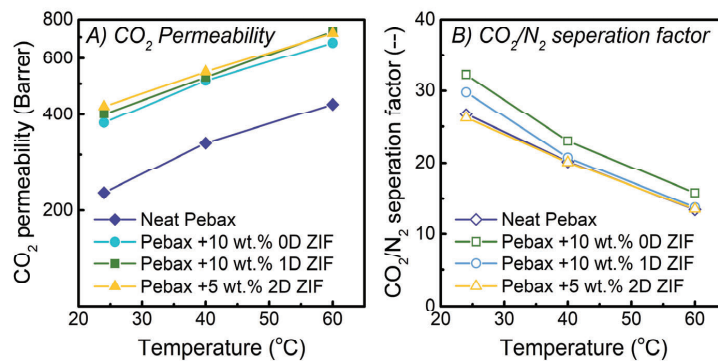 A) CO₂ Permeability
CO₂ permeability (Barrer)
800
600
400
200
Neat Pebax
Pebax +10 wt.% 0D ZIF
Pebax +10 wt.% 1D ZIF
Pebax +5 wt.% 2D ZIF
20 30 40 50 60
Temperature (°C)
B) CO₂/N₂ seperation factor
CO₂/N₂ seperation factor (--)
40
30
20
10
0
Neat Pebax
Pebax +10 wt.% 0D ZIF
Pebax +10 wt.% 1D ZIF
Pebax +5 wt.% 2D ZIF
20 30 40 50 60
Temperature (°C)